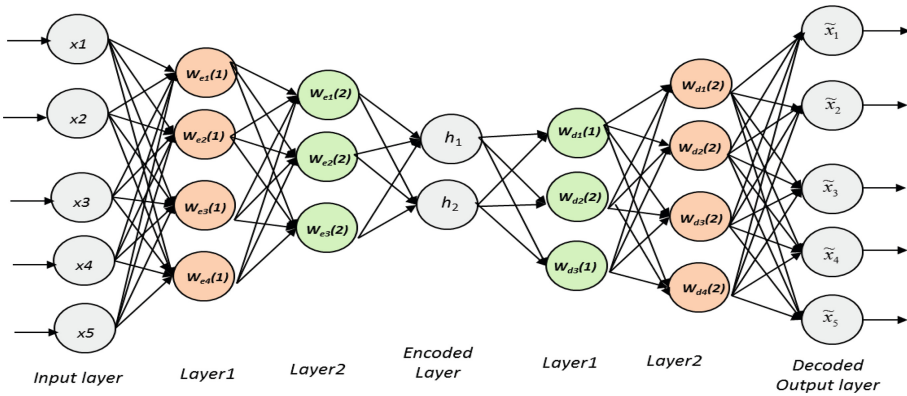 x1
x2
x3
x4
x5
Input layer
We1(1)
We2(1)
We3(1)
We4(1)
Layer1
We1(2)
We2(2)
We3(2)
Layer2
h1
h2
Encoded
Layer
Wd1(1)
Wd2(2)
Wd3(1)
Layer1
Wd1(2)
Wd2(2)
Wd3(2)
Wd4(2)
Layer2
x̃1
x̃2
x̃3
x̃4
x̃5
Decoded
Output layer